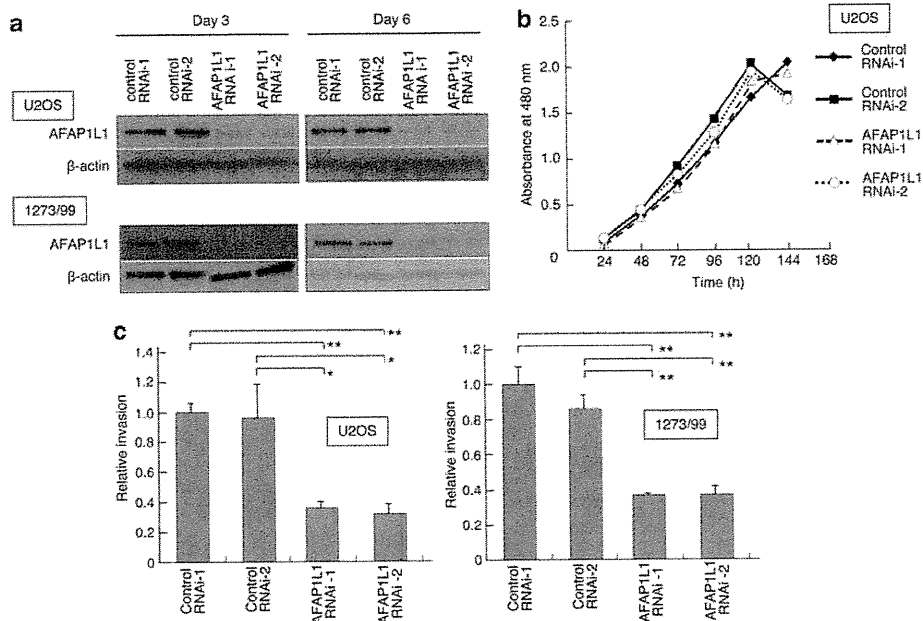 a
Day 3
Day 6
control RNAi-1
control RNAi-2
AFAP1L1 RNA i-1
AFAP1L1 RNAi -2
control RNAi-1
control RNAi-2
AFAP1L1 RNA i-1
AFAP1L1 RNAi -2
U2OS
AFAP1L1
β-actin
1273/99
AFAP1L1
β-actin
b
U2OS
Absorbance at 480 nm
2.5
2.0
1.5
1.0
0.5
0
24 48 72 96 120 144 168
Time (h)
Control RNAi-1
Control RNAi-2
AFAP1L1 RNAi-1
AFAP1L1 RNAi-2
c
Relative invasion
1.4
1.2
1.0
0.8
0.6
0.4
0.2
0
**
**
*
*
U2OS
Control RNAi-1
Control RNAi-2
AFAP1L1 RNAi -1
AFAP1L1 RNAi -2
Relative invasion
1.2
1.0
0.8
0.6
0.4
0.2
0
**
**
**
**
1273/99
Control RNAi-1
Control RNAi-2
AFAP1L1 RNAi -1
AFAP1L1 RNAi -2